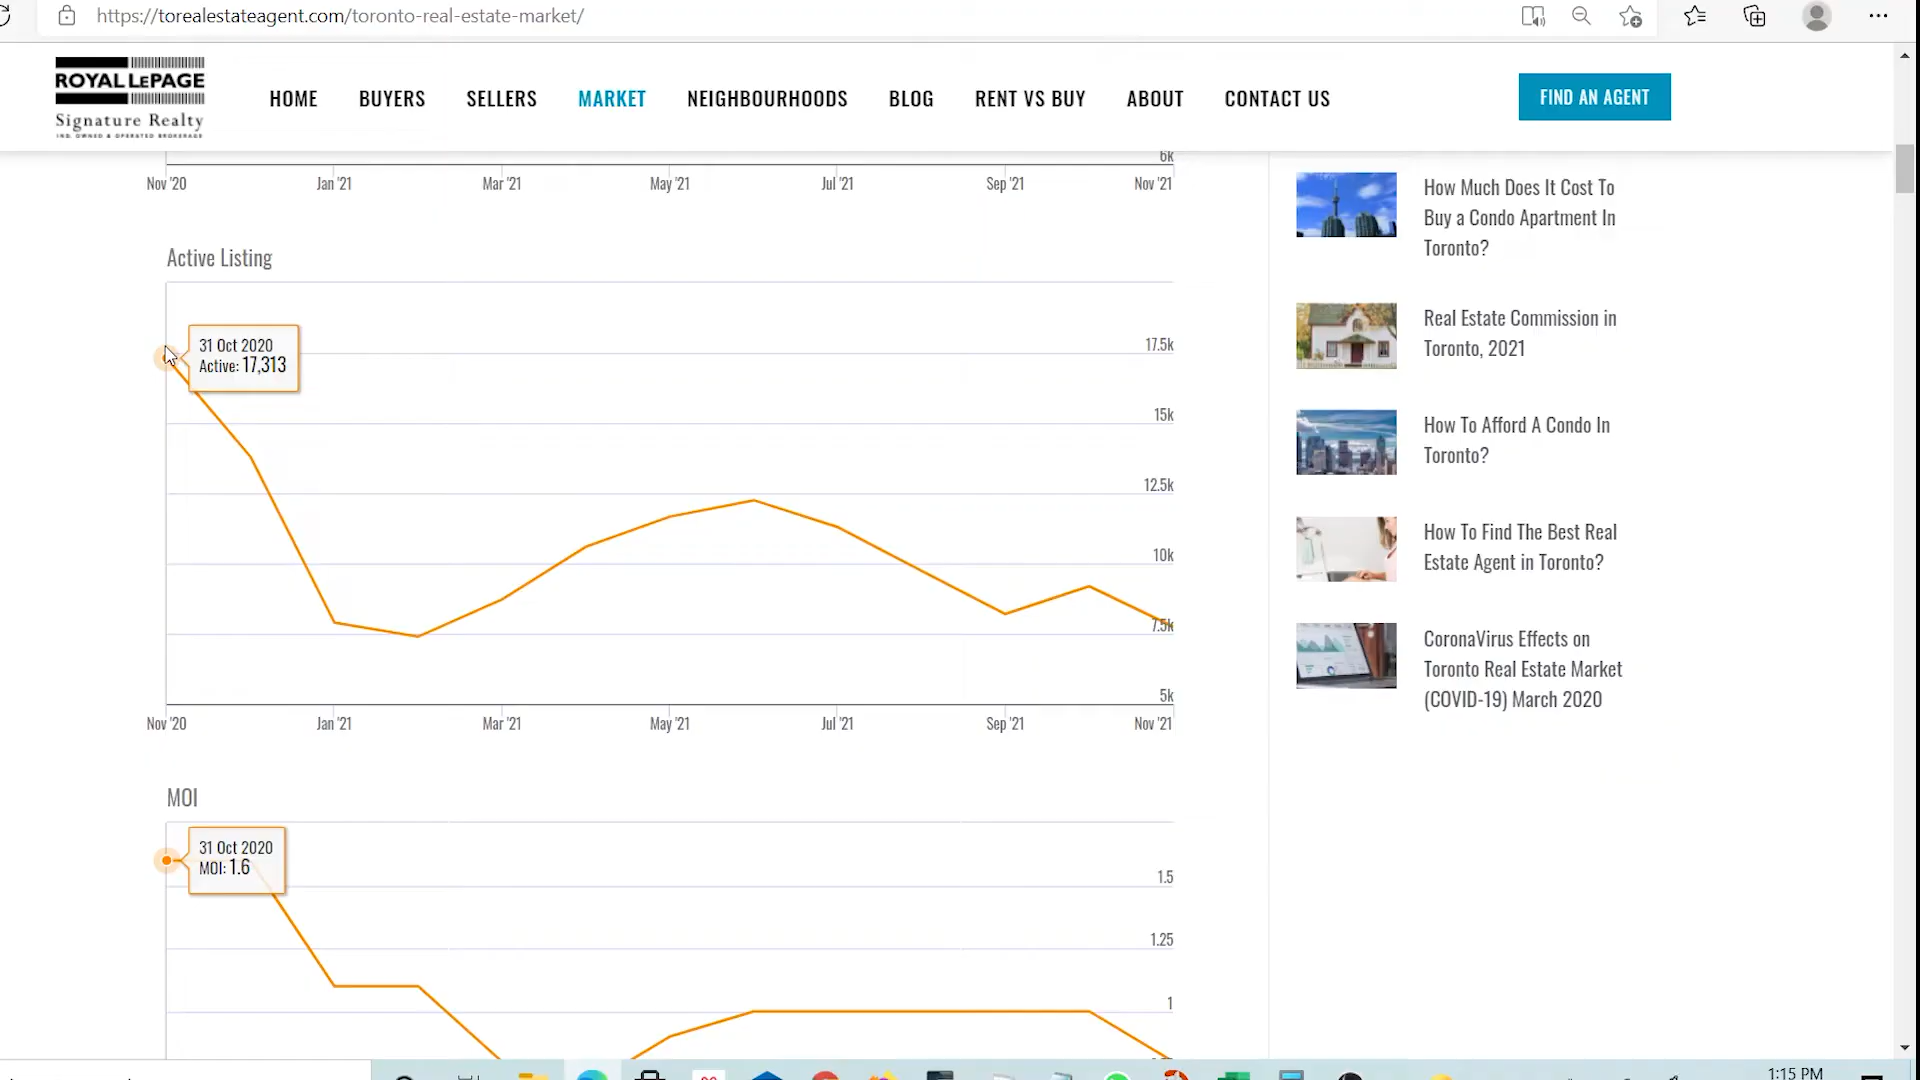 https://torealestateagent.com/toronto-real-estate-market/
ROYAL LEPAGE
Signature Realty
IND. OWNED & OPERATED BROKERAGE
HOME BUYERS SELLERS MARKET NEIGHBOURHOODS BLOG RENT VS BUY ABOUT CONTACT US
FIND AN AGENT
6k
Nov '20 Jan '21 Mar '21 May '21 Jul '21 Sep '21 Nov '21
Active Listing
31 Oct 2020
Active: 17,313
17.5k
15k
12.5k
10k
7.5k
5k
Nov '20 Jan '21 Mar '21 May '21 Jul '21 Sep '21 Nov '21
MOI
31 Oct 2020
MOI: 1.6
1.5
1.25
1
How Much Does It Cost To
Buy a Condo Apartment In
Toronto?
Real Estate Commission in
Toronto, 2021
How To Afford A Condo In
Toronto?
How To Find The Best Real
Estate Agent in Toronto?
CoronaVirus Effects on
Toronto Real Estate Market
(COVID-19) March 2020
1:15 PM